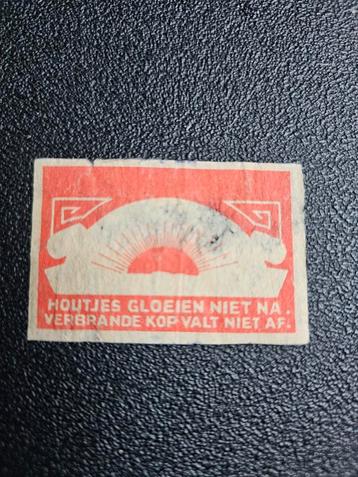 HOUTJES GLOEIEN NIET NA.
VERBRANDE KOP VALT NIET AF.